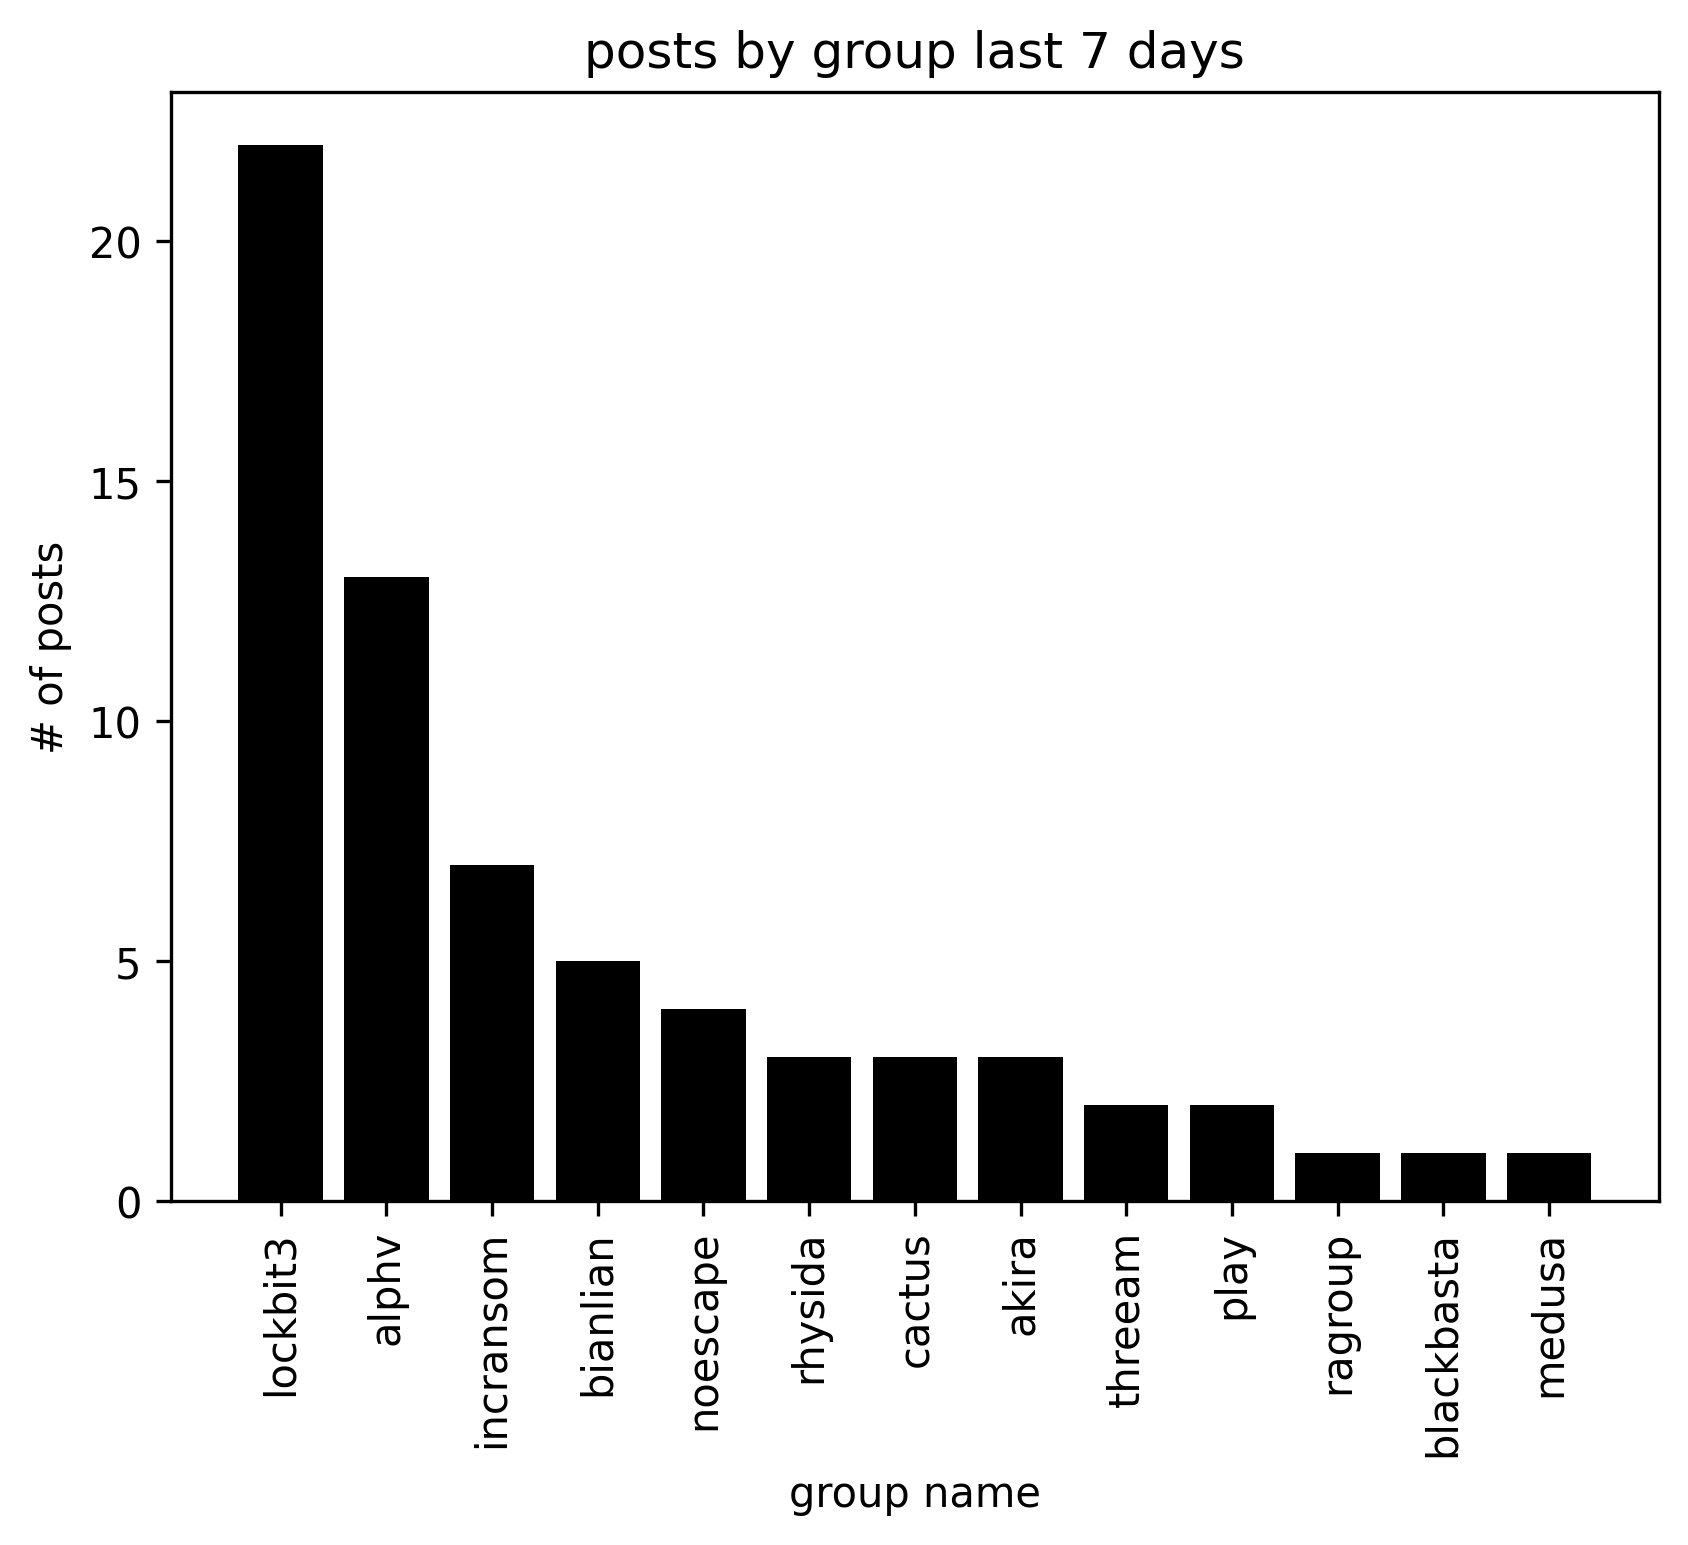 posts by group last 7 days
# of posts
20
15
10
5
0
lockbit3
alphv
incransom
bianlian
noescape
rhysida
cactus
akira
threeam
play
ragroup
blackbasta
medusa
group name